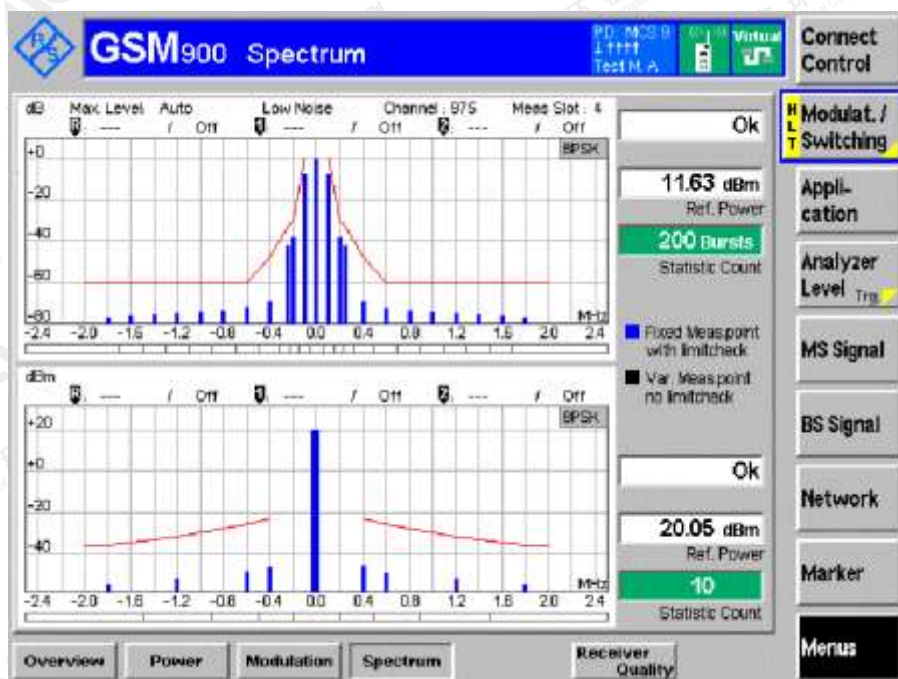 R/S
GSM900 Spectrum
PD: MCS 9
Test M. A
Virtual
Connect Control
dB Max. Level Auto Low Noise Channel: 975 Meas Slot: 4
--- / Off --- / Off --- / Off
8PSK
+0
-20
-40
-60
-80
MHz
-2.4 -2.0 -1.6 -1.2 -0.8 -0.4 0.0 0.4 0.8 1.2 1.6 2.0 2.4
Ok
11.63 dBm
Ref. Power
200 Bursts
Statistic Count
Fixed Meas.point
with limitcheck
Var. Meas.point
no limitcheck
dBm
--- / Off --- / Off --- / Off
8PSK
+20
+0
-20
-40
MHz
-2.4 -2.0 -1.6 -1.2 -0.8 -0.4 0.0 0.4 0.8 1.2 1.6 2.0 2.4
Ok
20.05 dBm
Ref. Power
10
Statistic Count
HLT
Modulat. /
Switching
Appli-
cation
Analyzer
Level Trg.
MS Signal
BS Signal
Network
Marker
Menus
Overview Power Modulation Spectrum Receiver
Quality